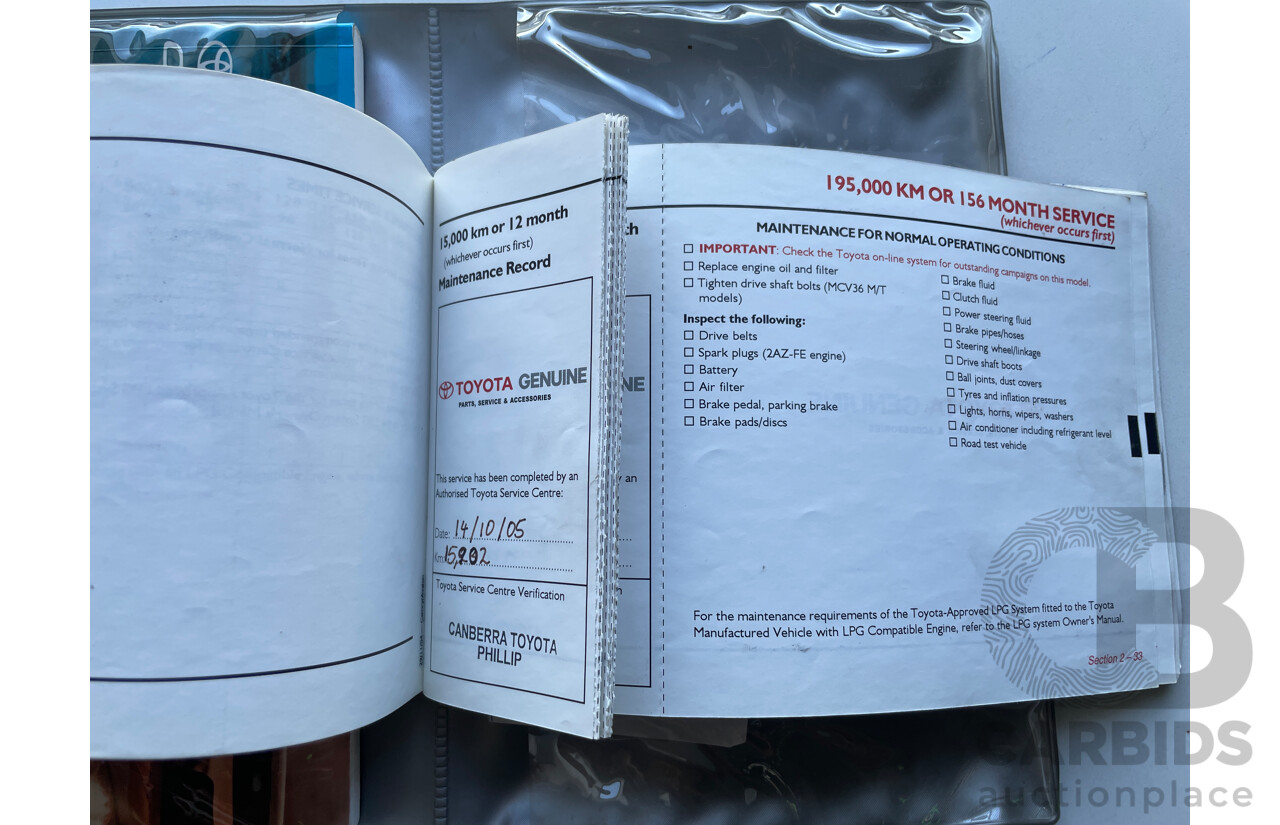 15,000 km or 12 month
(whichever occurs first)
Maintenance Record
TOYOTA GENUINE
PARTS, SERVICE & ACCESSORIES
This service has been completed by an
Authorised Toyota Service Centre:
Date: 14/10/05
Km:
Toyota Service Centre Verification
CANBERRA TOYOTA
PHILLIP
th
NE
y an
n
195,000 KM OR 156 MONTH SERVICE
(whichever occurs first)
MAINTENANCE FOR NORMAL OPERATING CONDITIONS
IMPORTANT: Check the Toyota on-line system for outstanding campaigns on this model.
Replace engine oil and filter
Tighten drive shaft bolts (MCV36 M/T
models)
Inspect the following:
Drive belts
Spark plugs (2AZ-FE engine)
Battery
Air filter
Brake pedal, parking brake
Brake pads/discs
Brake fluid
Clutch fluid
Power steering fluid
Brake pipes/hoses
Steering wheel/linkage
Drive shaft boots
Ball joints, dust covers
Tyres and inflation pressures
Lights, horns, wipers, washers
Air conditioner including refrigerant level
Road test vehicle
For the maintenance requirements of the Toyota-Approved LPG System fitted to the Toyota
Manufactured Vehicle with LPG Compatible Engine, refer to the LPG system Owner's Manual.
Section 2 – 33
CB
CARBIDS
auctionplace